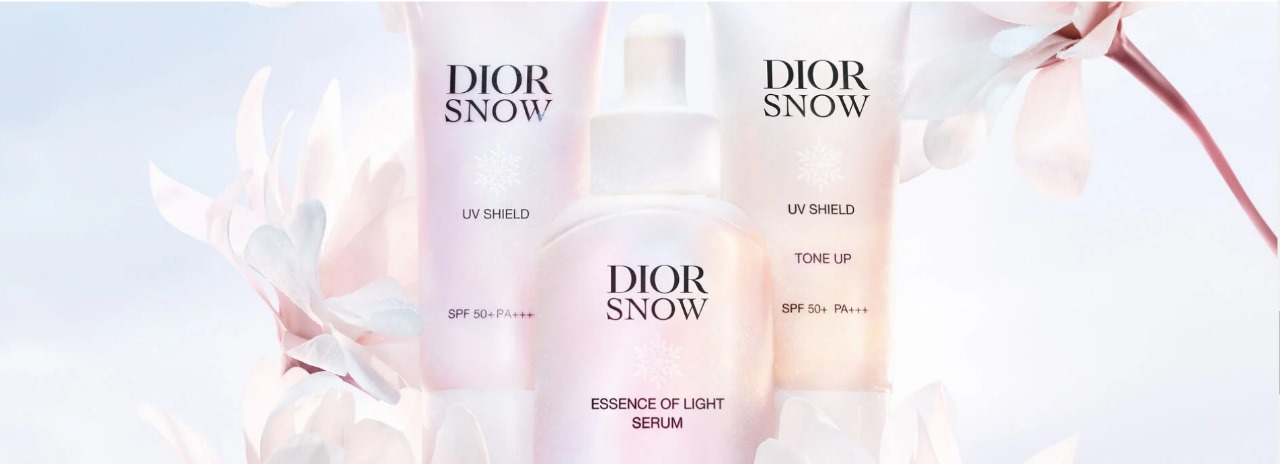 DIOR
SNOW
UV SHIELD
SPF 50+ PA+++
DIOR
SNOW
ESSENCE OF LIGHT
SERUM
DIOR
SNOW
UV SHIELD
TONE UP
SPF 50+ PA+++